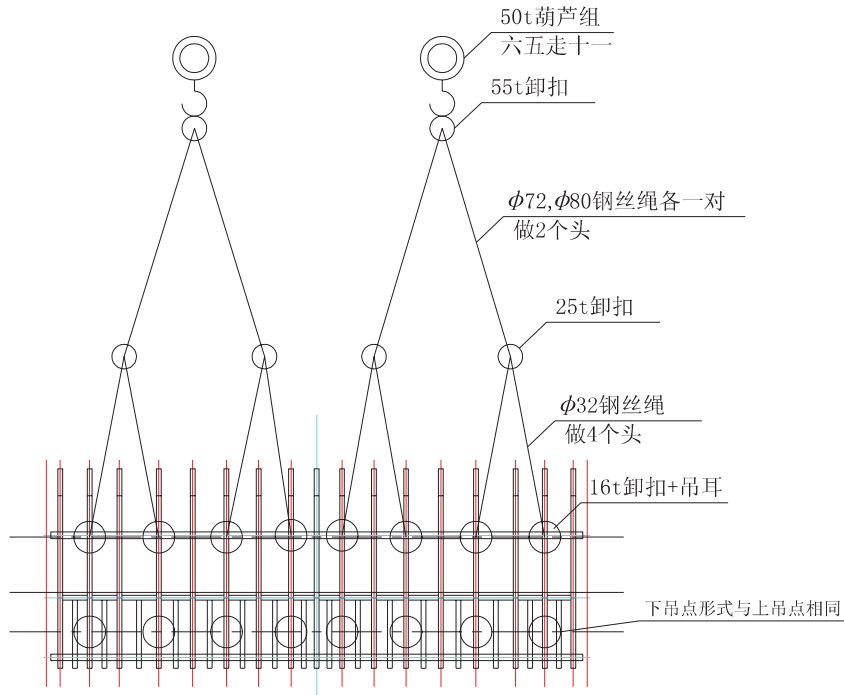 50t葫芦组
六五走十一
55t卸扣
ф72,ф80钢丝绳各一对
做2个头
25t卸扣
ф32钢丝绳
做4个头
16t卸扣+吊耳
下吊点形式与上吊点相同